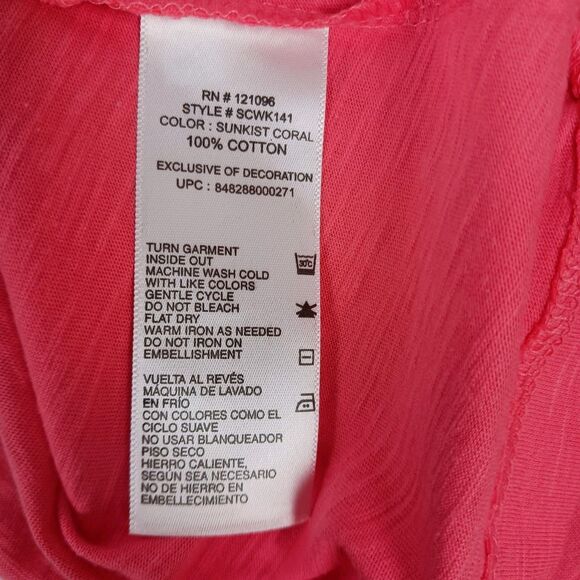 RN # 121096
STYLE # SCWK141
COLOR : SUNKIST CORAL
100% COTTON
EXCLUSIVE OF DECORATION
UPC : 848288000271
TURN GARMENT
INSIDE OUT
MACHINE WASH COLD
WITH LIKE COLORS
GENTLE CYCLE
DO NOT BLEACH
FLAT DRY
WARM IRON AS NEEDED
DO NOT IRON ON
EMBELLISHMENT
30°C
VUELTA AL REVÉS
MÁQUINA DE LAVADO
EN FRÍO
CON COLORES COMO EL
CICLO SUAVE
NO USAR BLANQUEADOR
PISO SECO
HIERRO CALIENTE,
SEGÚN SEA NECESARIO
NO DE HIERRO EN
EMBELLECIMIENTO